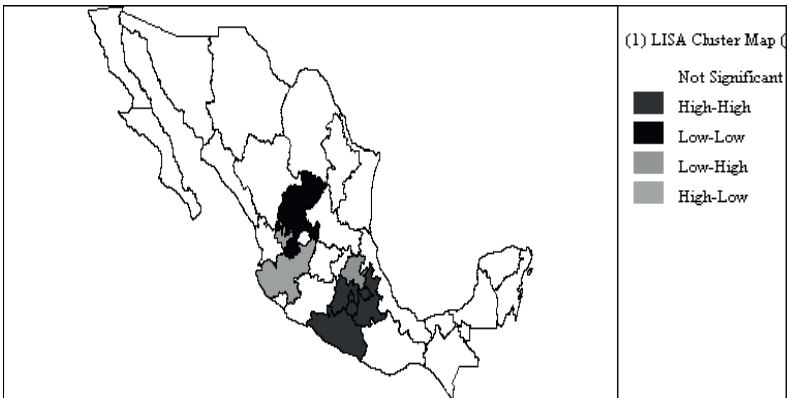 (1) LISA Cluster Map (
Not Significant
High-High
Low-Low
Low-High
High-Low